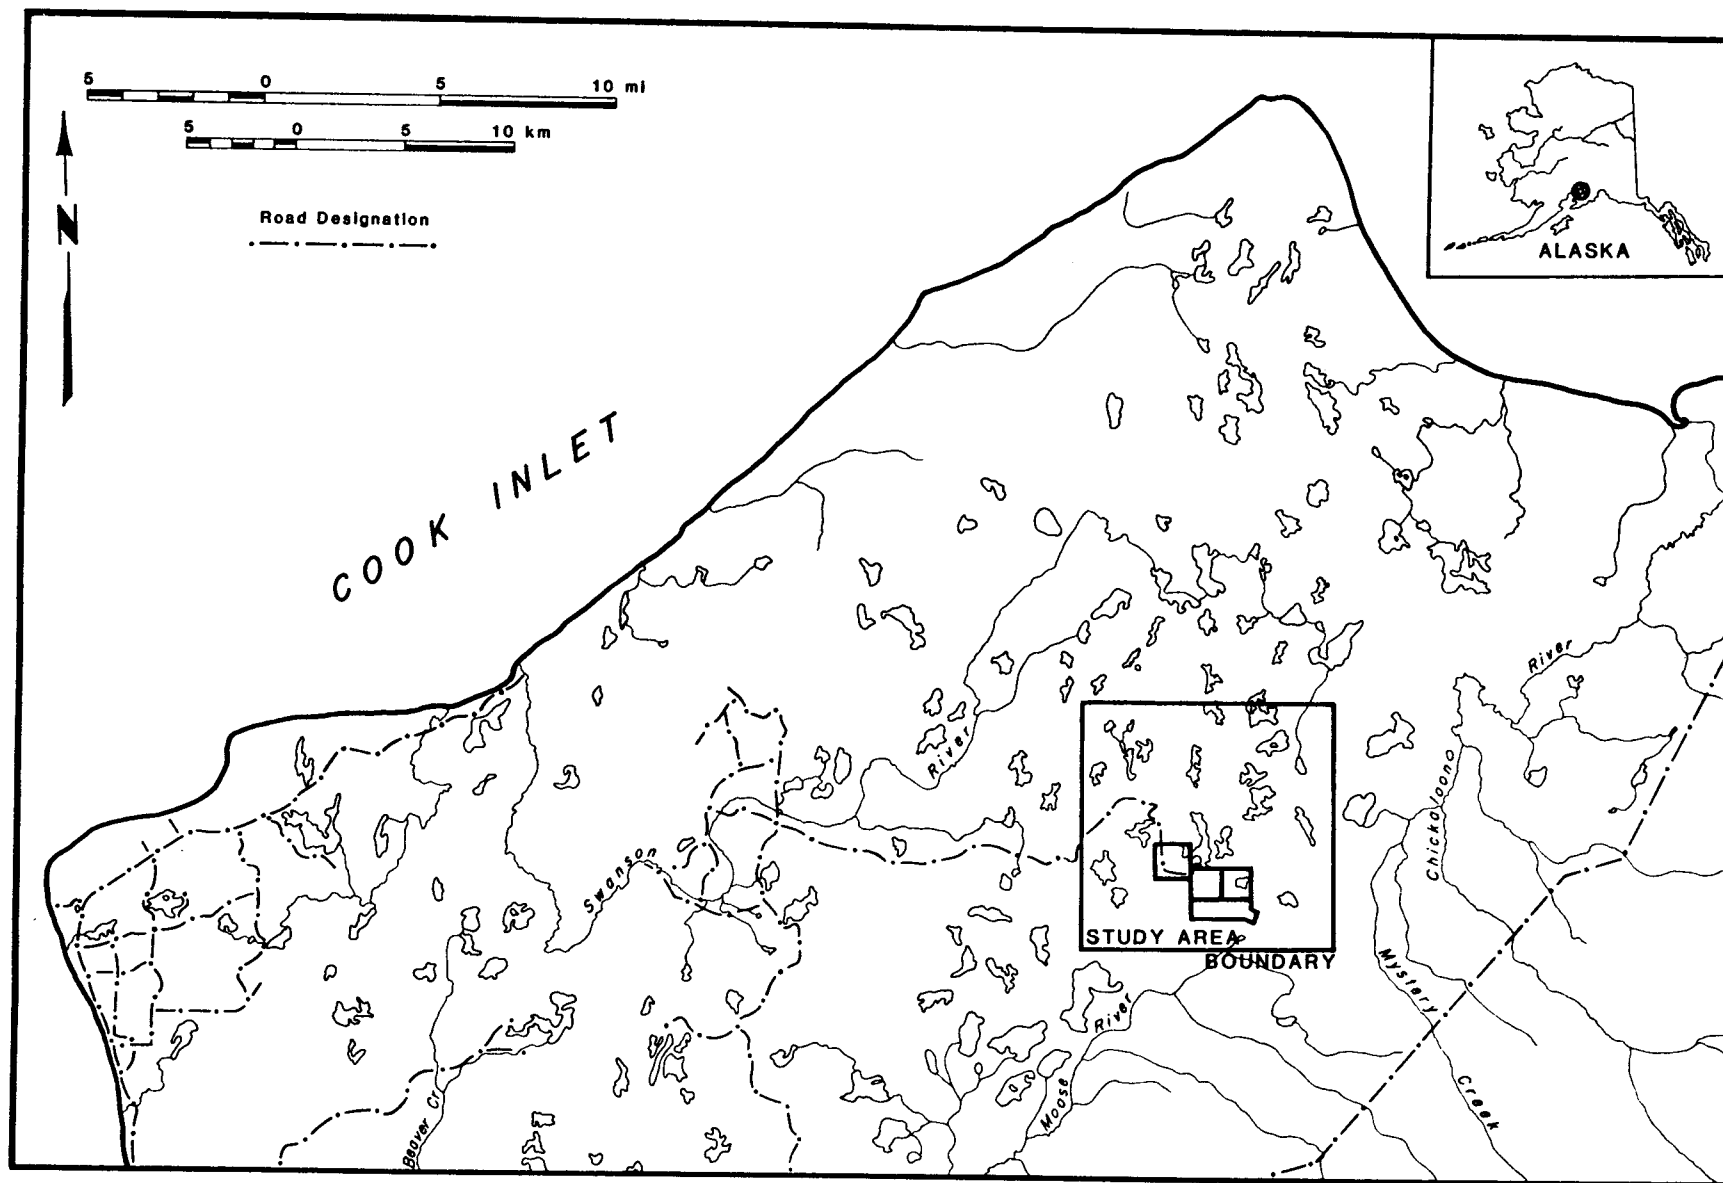 5 0 5 10 mi
5 0 5 10 km
N
Road Designation
ALASKA
COOK INLET
River
River
Chickaloono
Swanson
STUDY AREA
BOUNDARY
Mystery
River
Moose
Creek
Beaver Cr